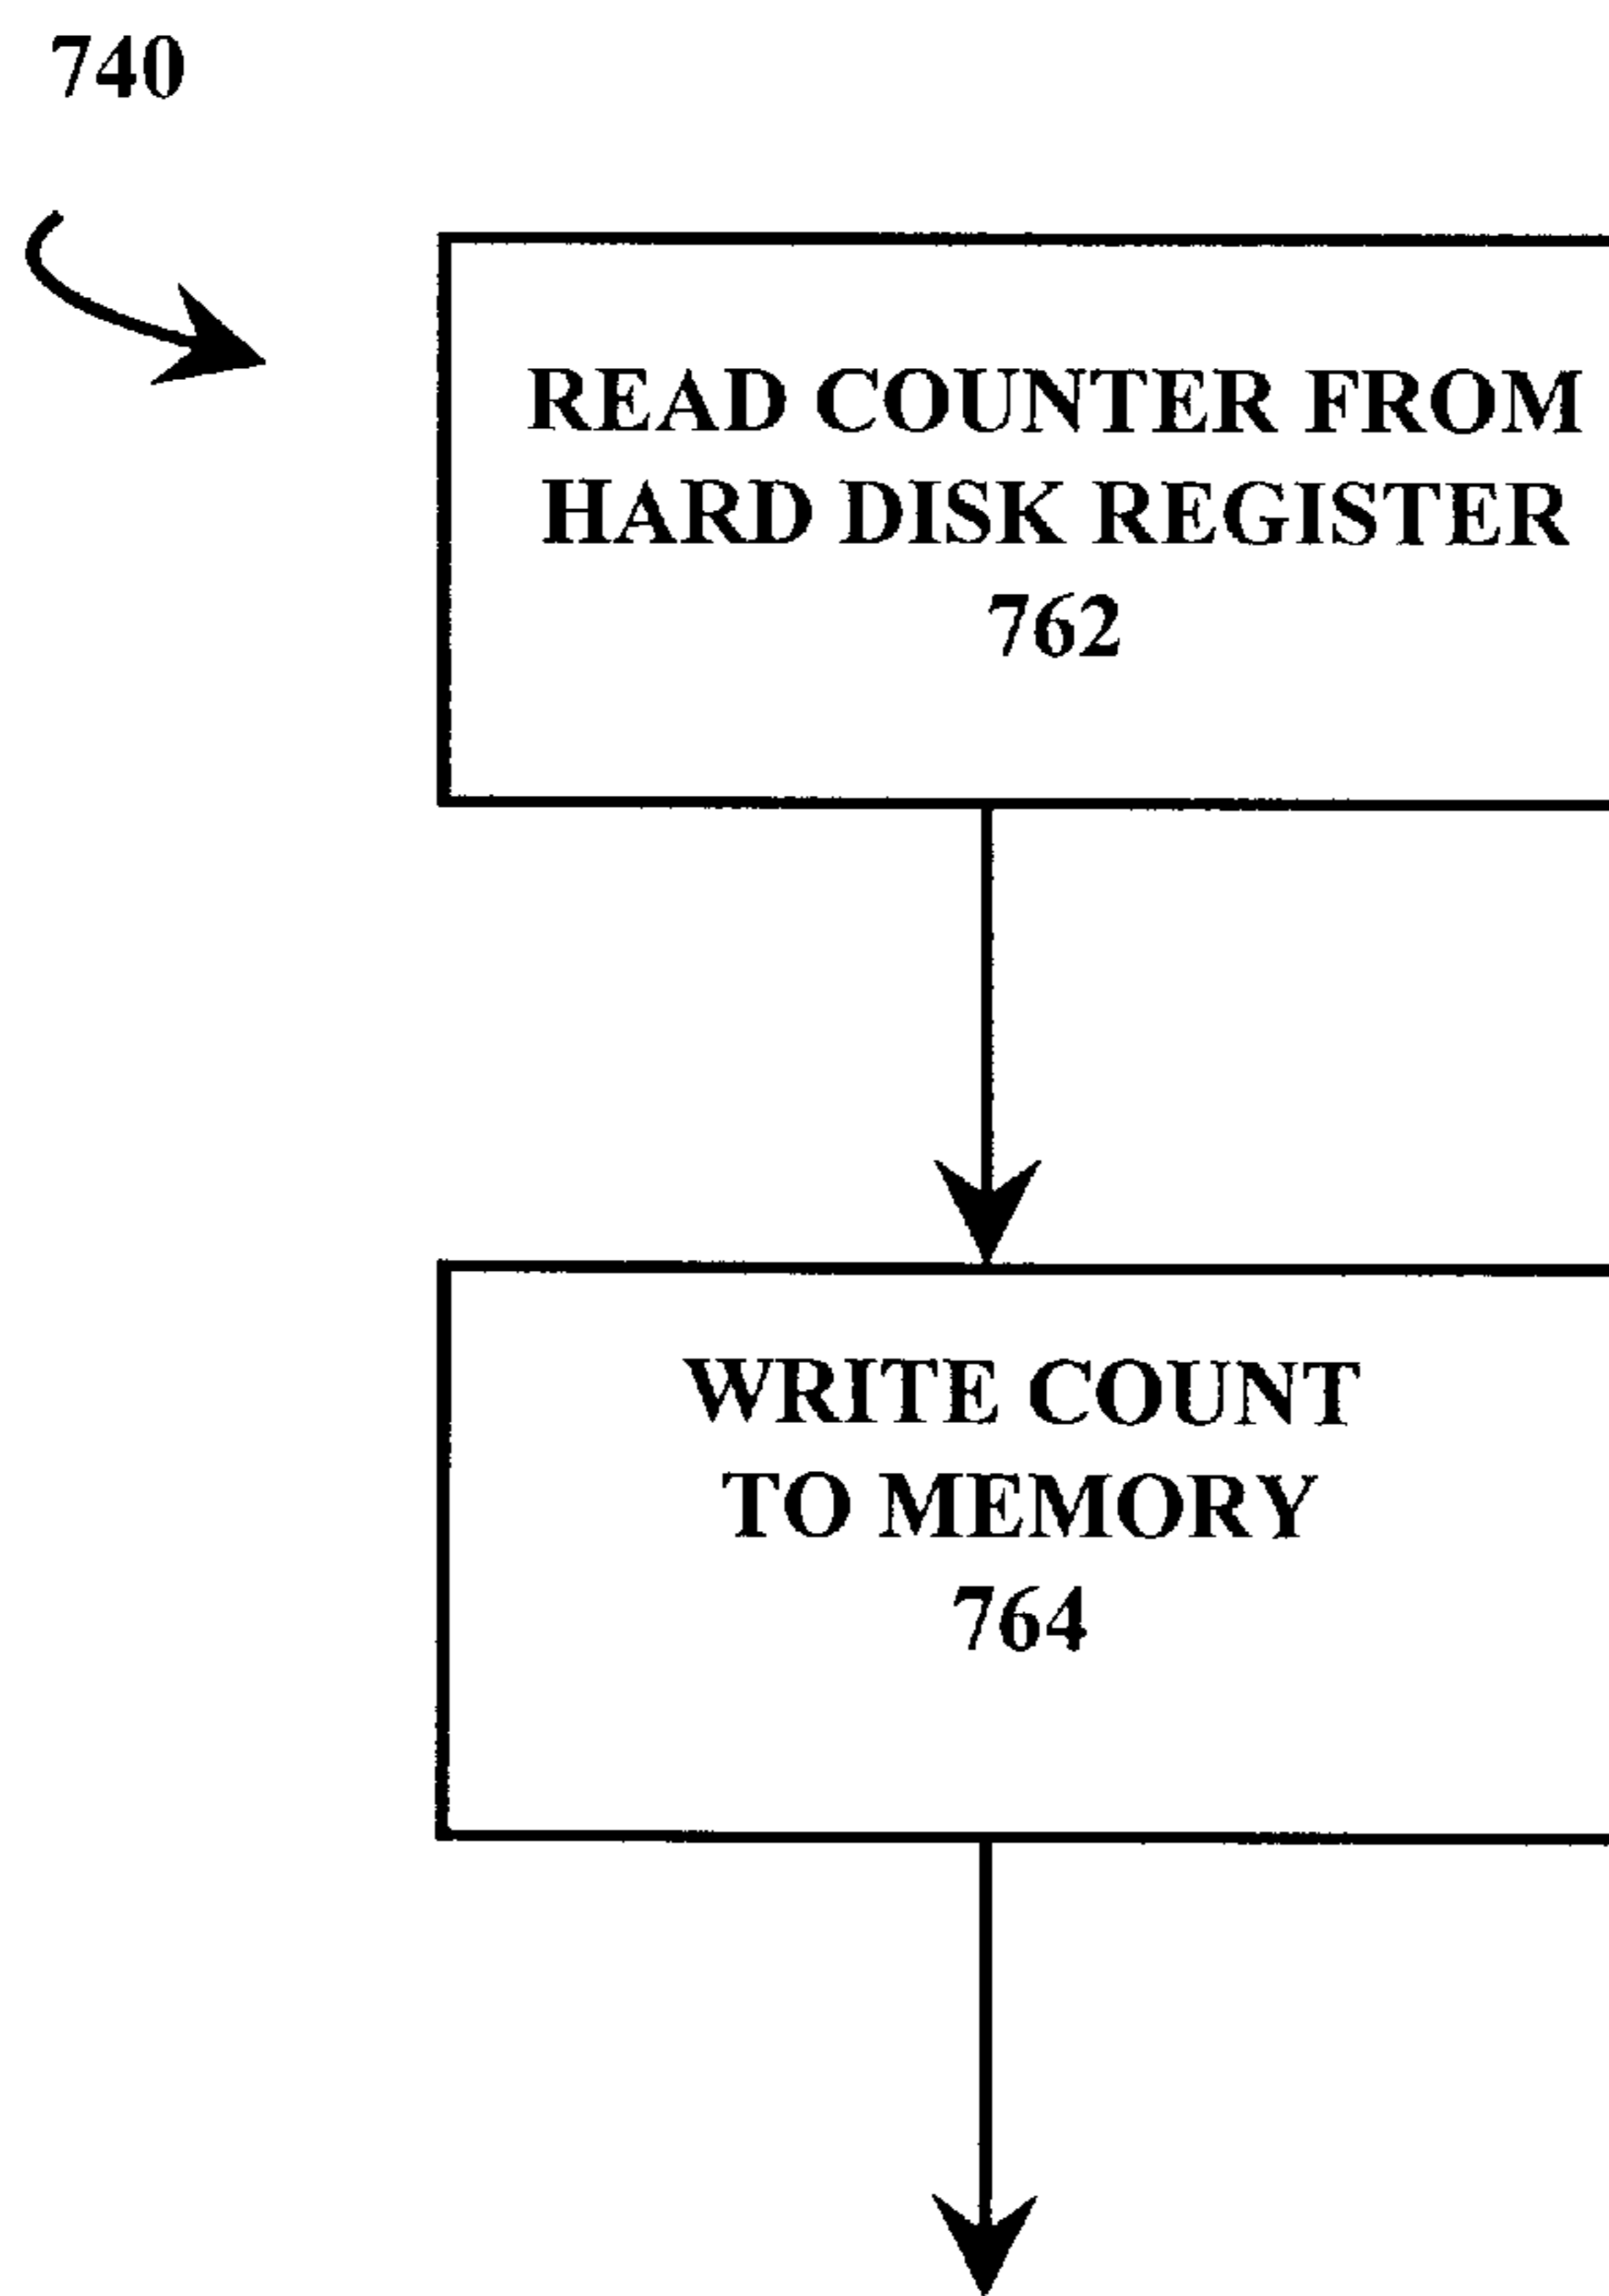 740
READ COUNTER FROM
HARD DISK REGISTER
762
WRITE COUNT
TO MEMORY
764